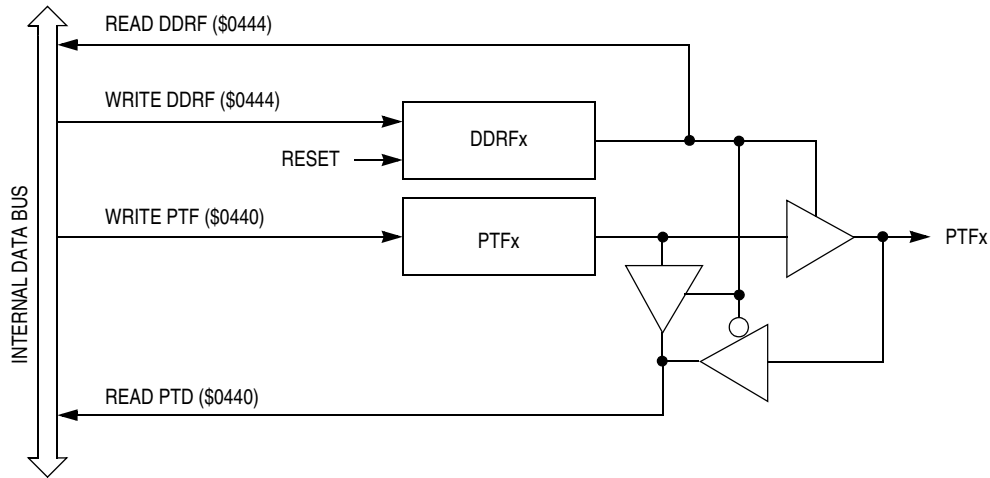 READ DDRF ($0444)
WRITE DDRF ($0444)
DDRFx
RESET
INTERNAL DATA BUS
WRITE PTF ($0440)
PTFx
PTFx
READ PTD ($0440)